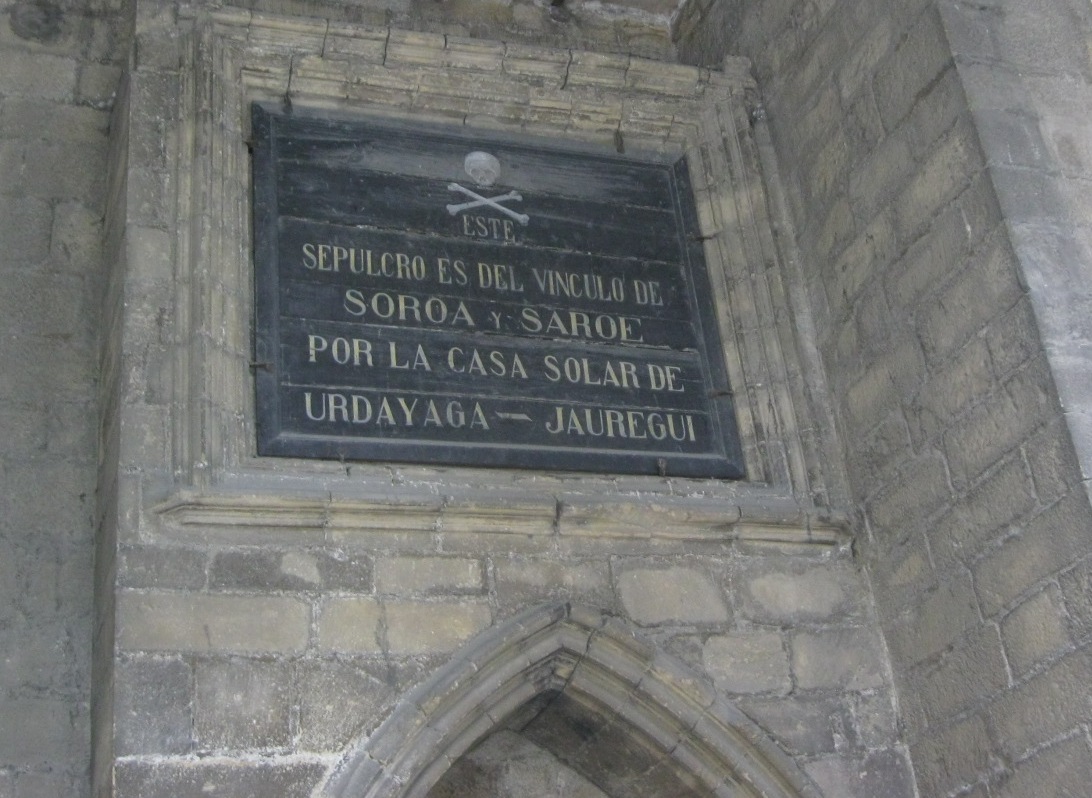 ESTE
SEPULCRO ES DEL VINCULO DE
SOROA Y SAROE
POR LA CASA SOLAR DE
URDAYAGA – JAUREGUI